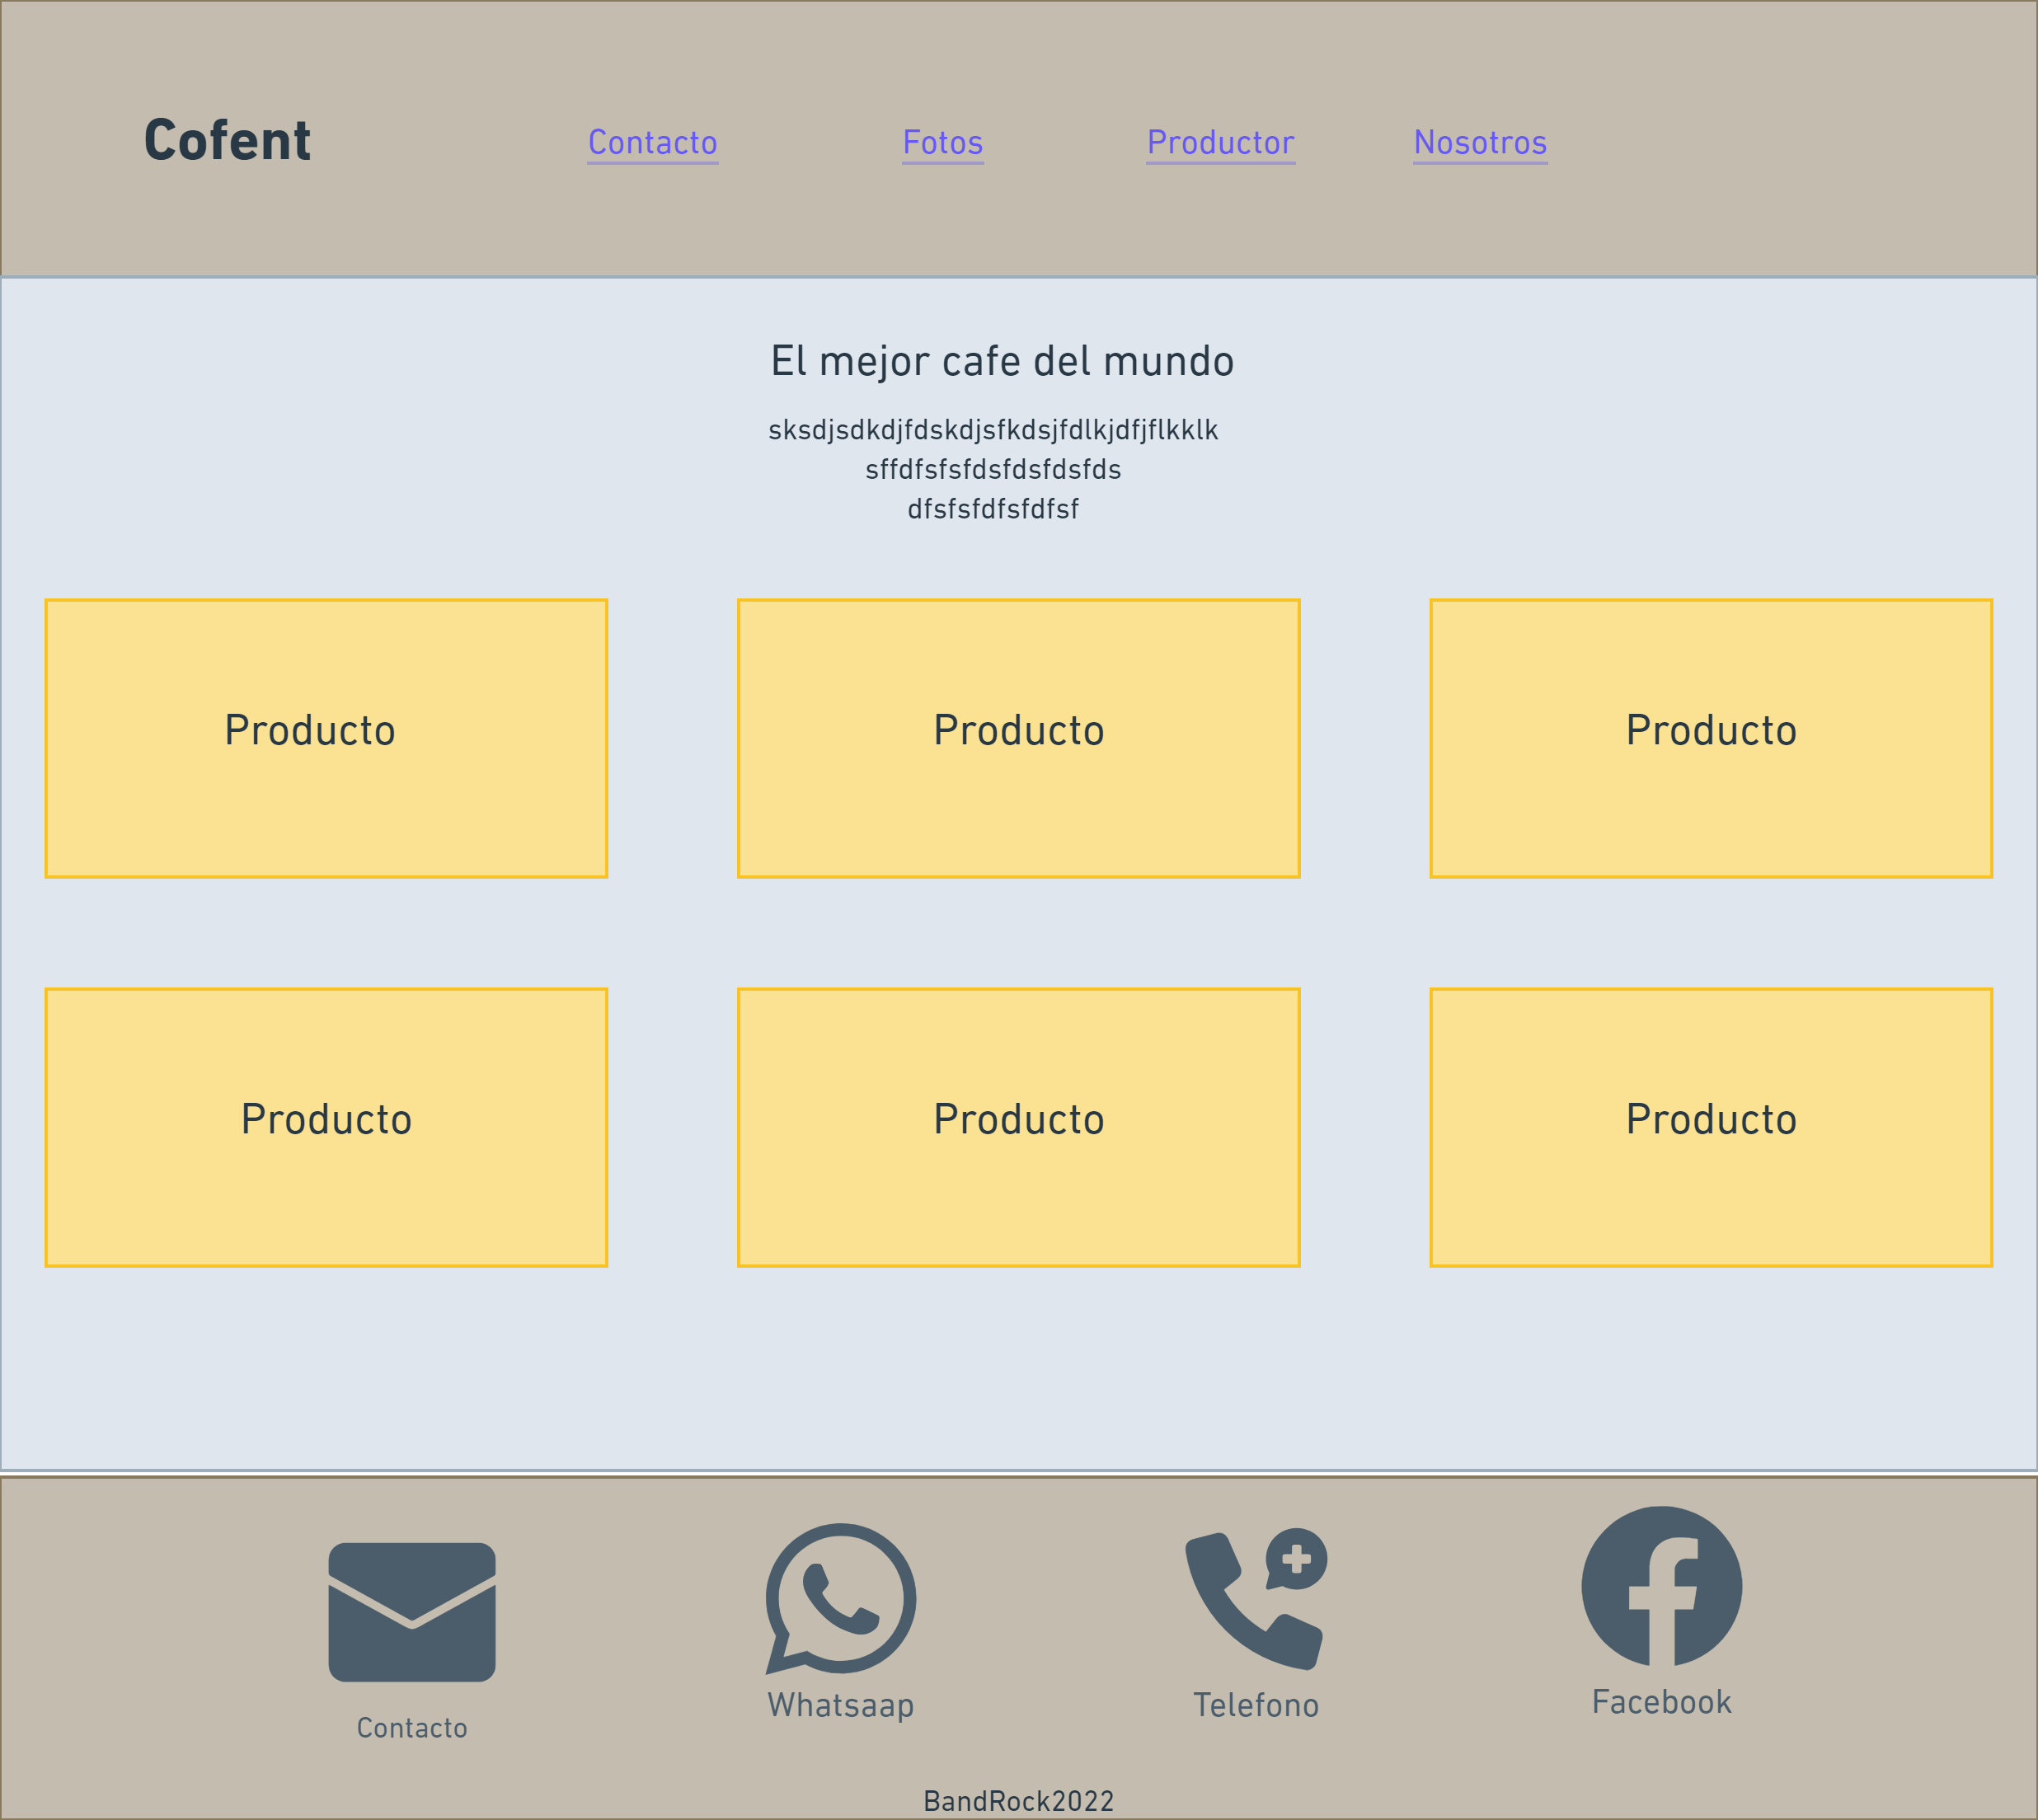 Cofent
Contacto
Fotos
Productor
Nosotros
El mejor cafe del mundo
sksdjsdkdjfdskdjsfkdsjfdlkjdfjflkklk
sffdfsfsfdsfdsfdsfds
dfsfsfdfsfdfsf
Producto
Producto
Producto
Producto
Producto
Producto
Contacto
Whatsaap
Telefono
Facebook
BandRock2022